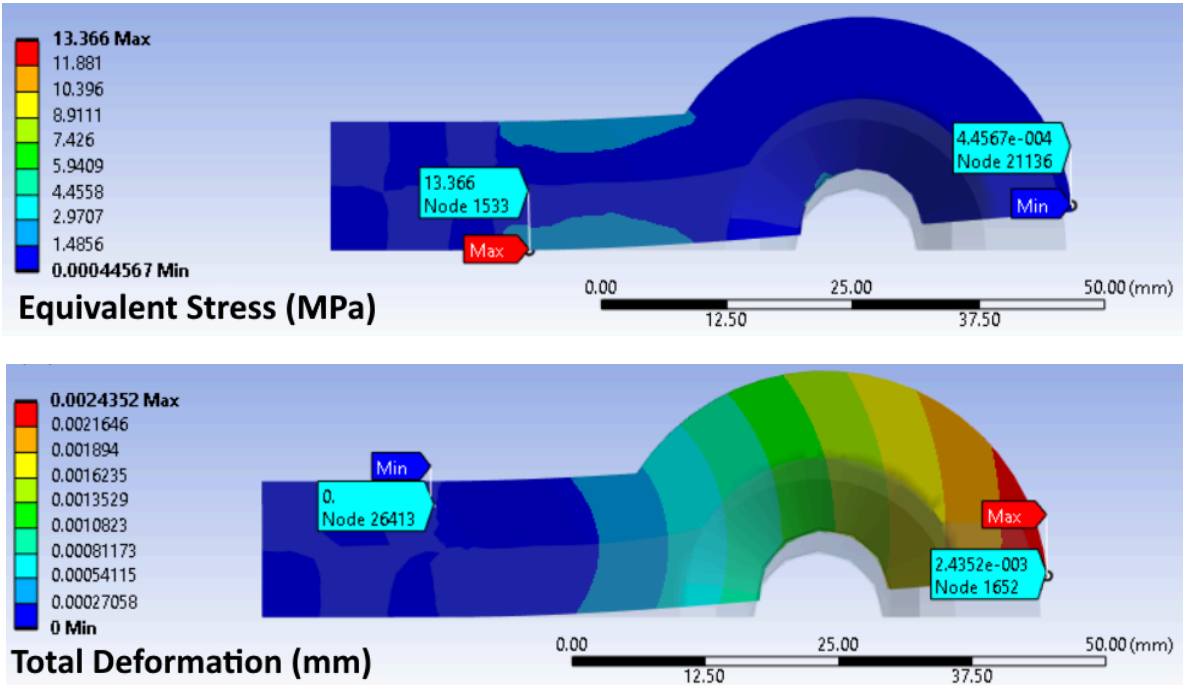 13.366 Max
11.881
10.396
8.9111
7.426
5.9409
4.4558
2.9707
1.4856
0.00044567 Min
Equivalent Stress (MPa)
13.366
Node 1533
Max
4.4567e-004
Node 21136
Min
0.00
25.00
50.00 (mm)
12.50
37.50
0.0024352 Max
0.0021646
0.001894
0.0016235
0.0013529
0.0010823
0.00081173
0.00054115
0.00027058
0 Min
Total Deformation (mm)
Min
0.
Node 26413
Max
2.4352e-003
Node 1652
0.00
25.00
50.00 (mm)
12.50
37.50